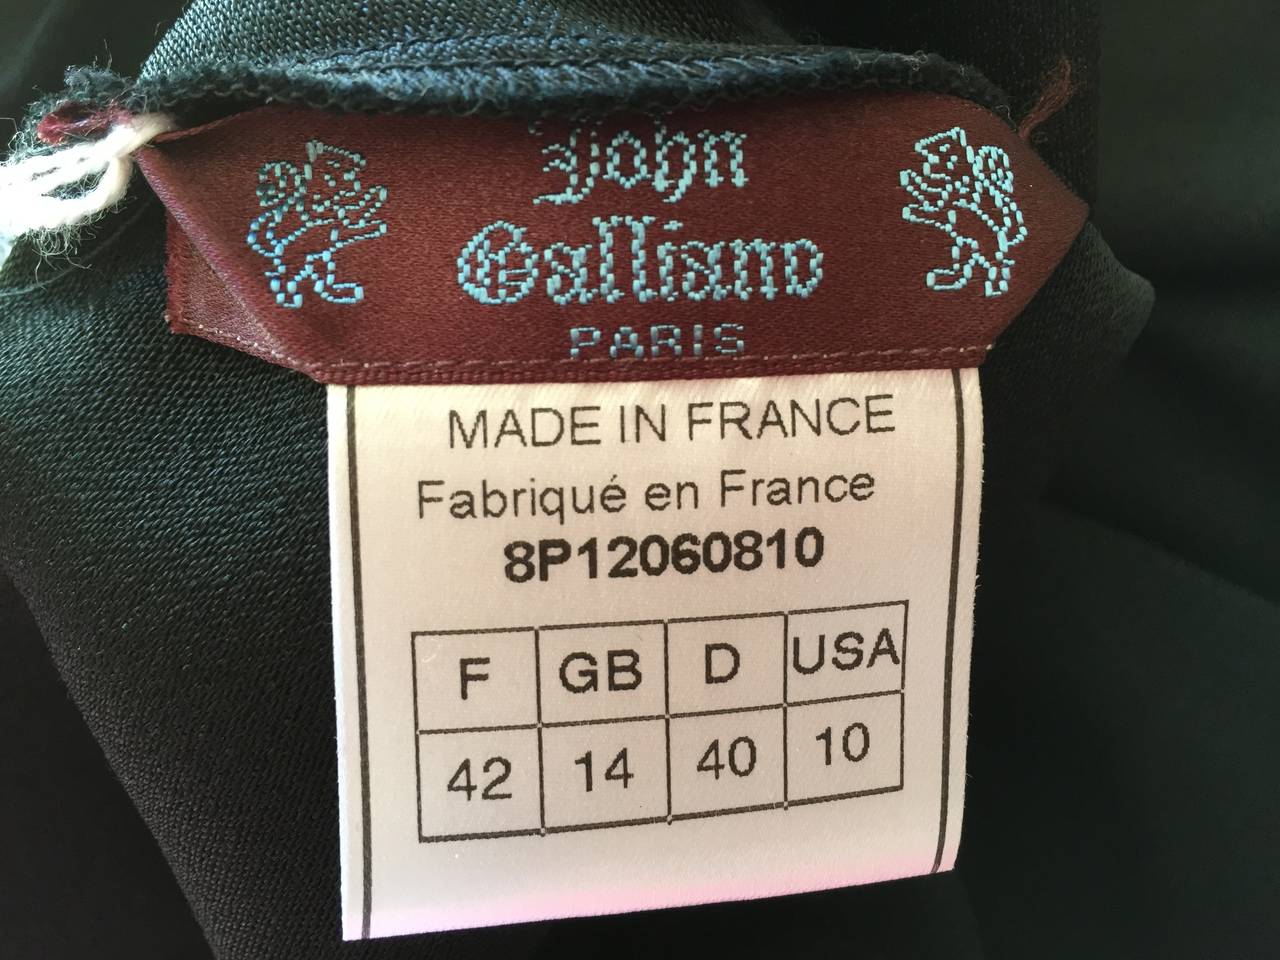 John
Galliano
PARIS
MADE IN FRANCE
Fabriqué en France
8P12060810
F GB D USA
42 14 40 10